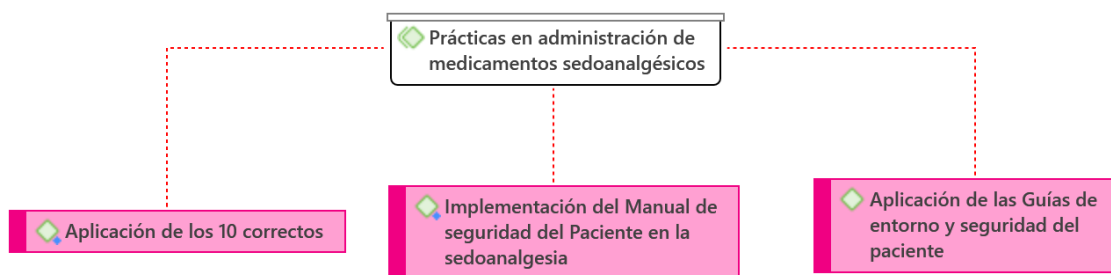 Prácticas en administración de
medicamentos sedoanalgésicos
Aplicación de los 10 correctos
Implementación del Manual de
seguridad del Paciente en la
sedoanalgesia
Aplicación de las Guías de
entorno y seguridad del
paciente